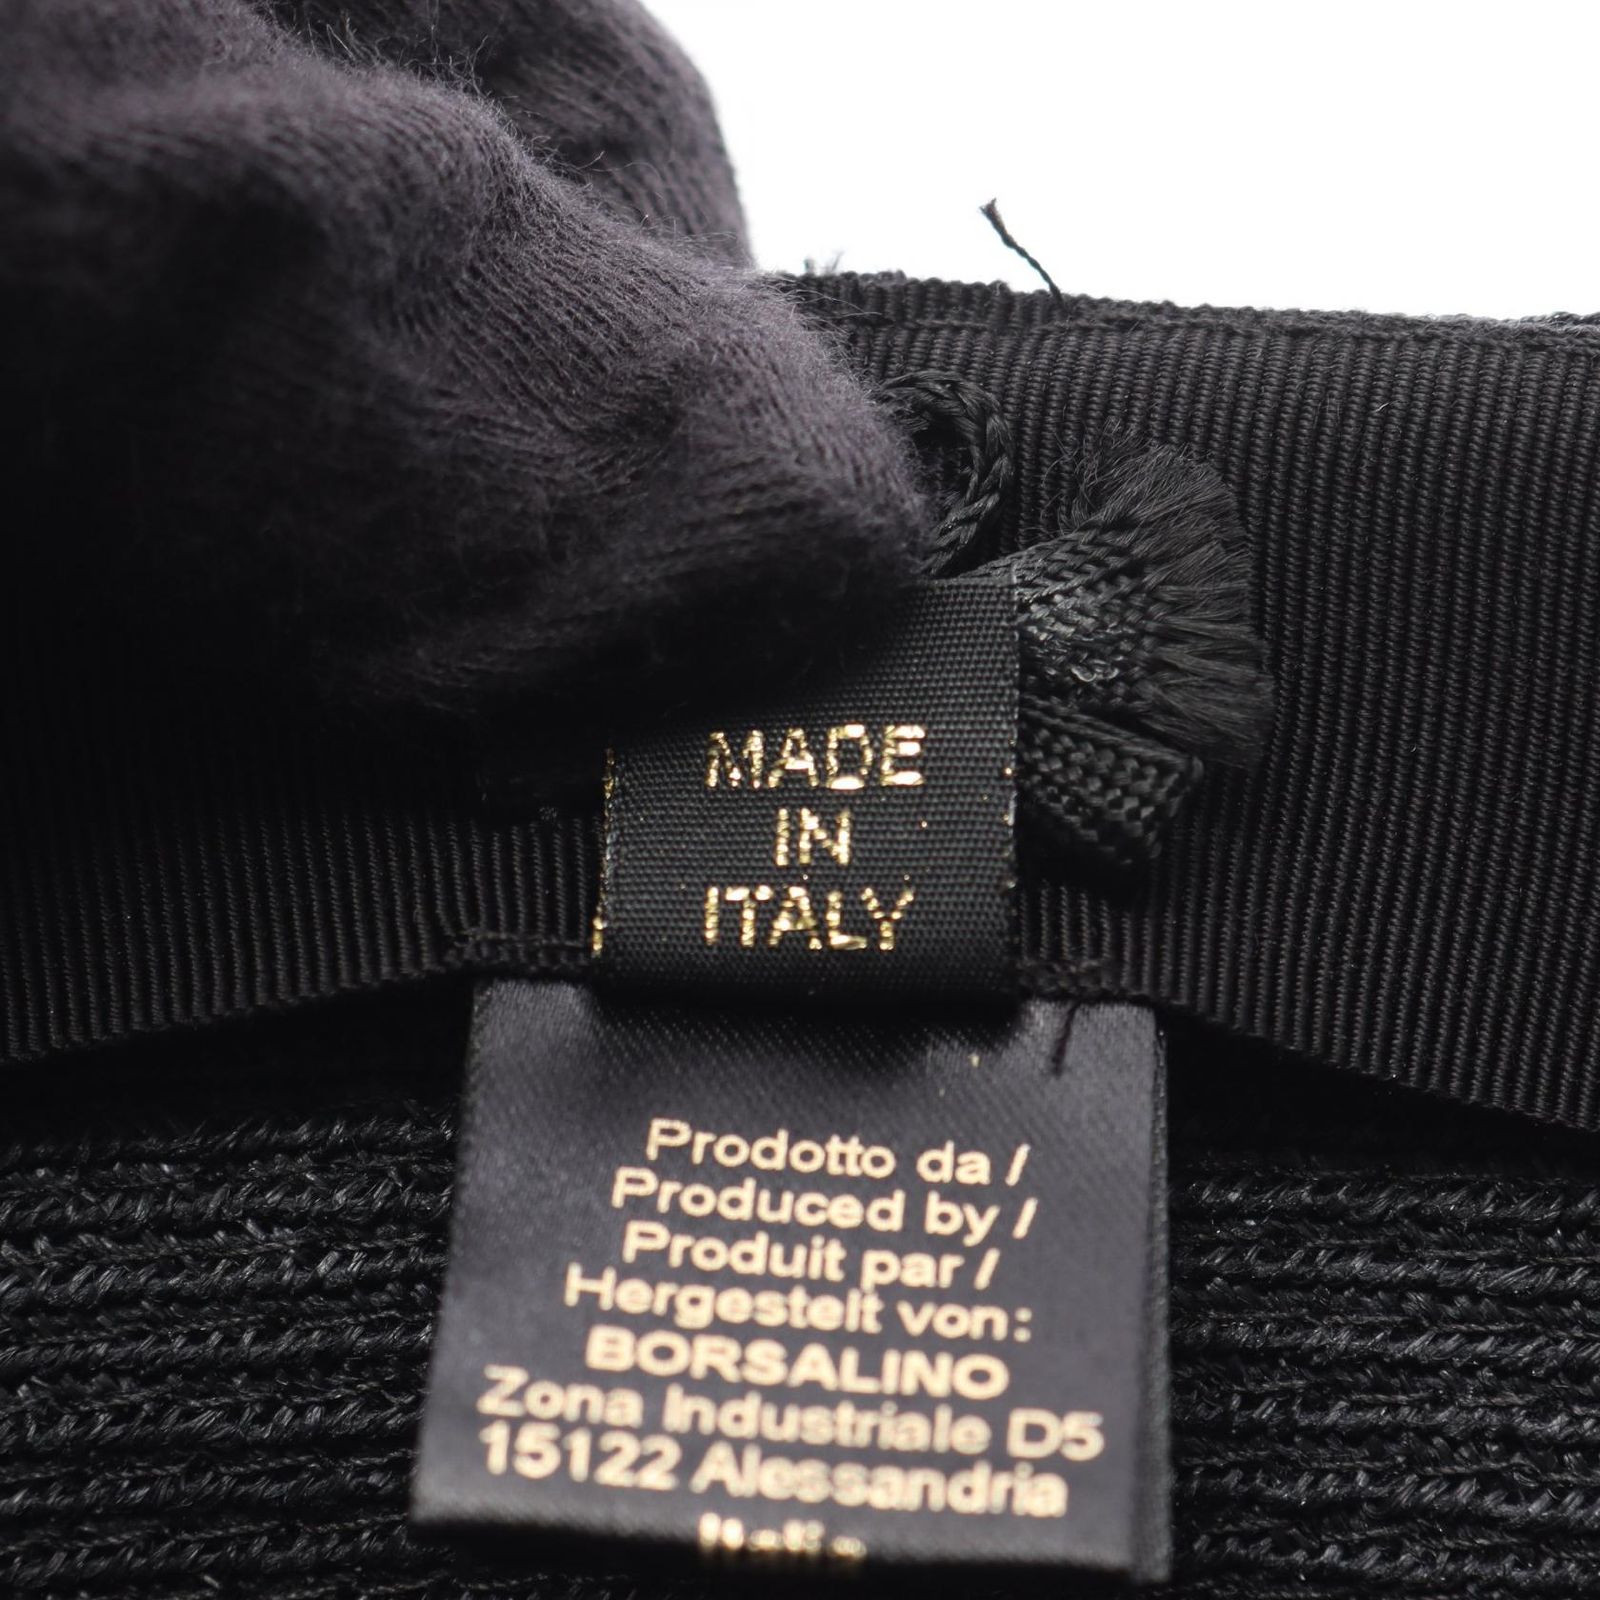 MADE
IN
ITALY
Prodotto da /
Produced by /
Produit par /
Hergestelt von:
BORSALINO
Zona Industriale D5
15122 Alessandria